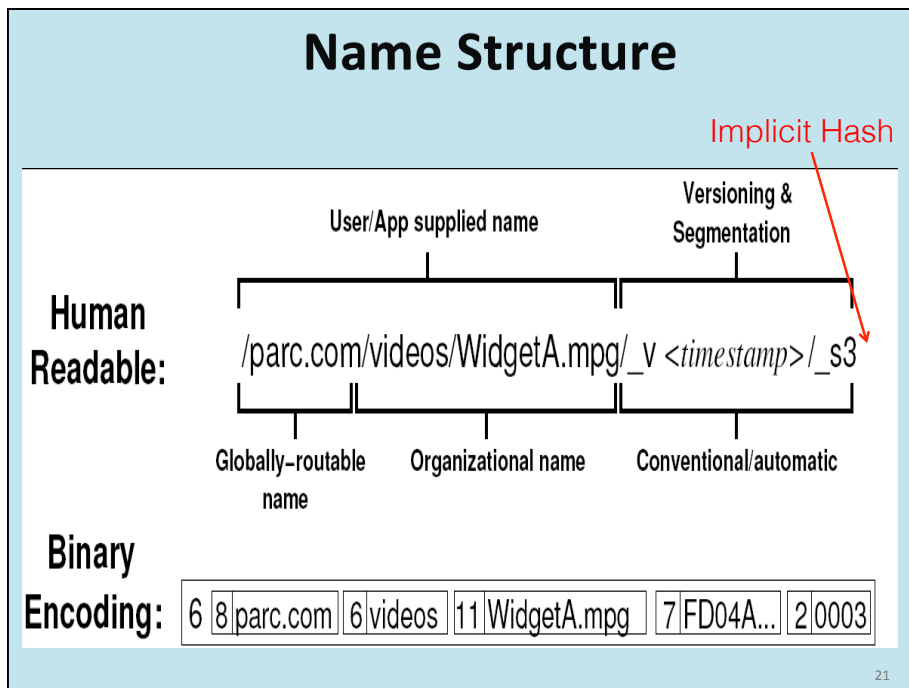 Name Structure
Implicit Hash
Versioning &
Segmentation
User/App supplied name
Human
Readable:
/parc.com/videos/WidgetA.mpg/_v <timestamp>/_s3
Globally–routable
name
Organizational name
Conventional/automatic
Binary
Encoding:
6 8 parc.com 6 videos 11 WidgetA.mpg 7 FD04A... 2 0003
21